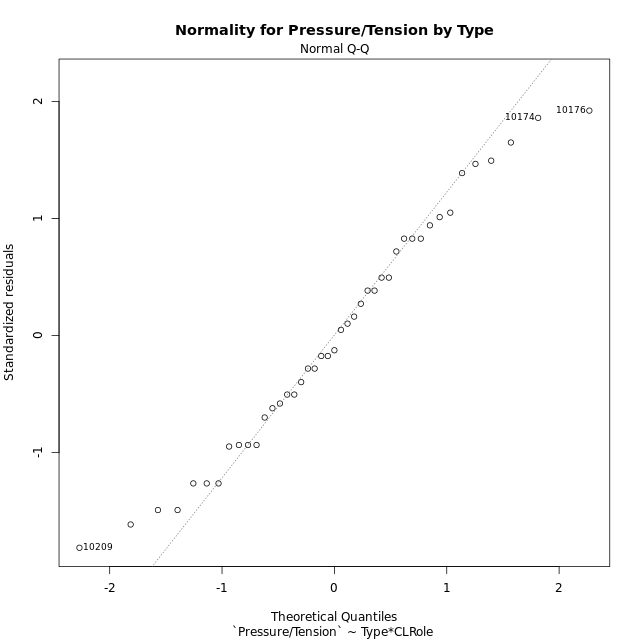 Normality for Pressure/Tension by Type
Normal Q-Q
2
1
0
-1
Standardized residuals
10174
10176
10209
-2
-1
0
1
2
Theoretical Quantiles
`Pressure/Tension` ~ Type*CLRole